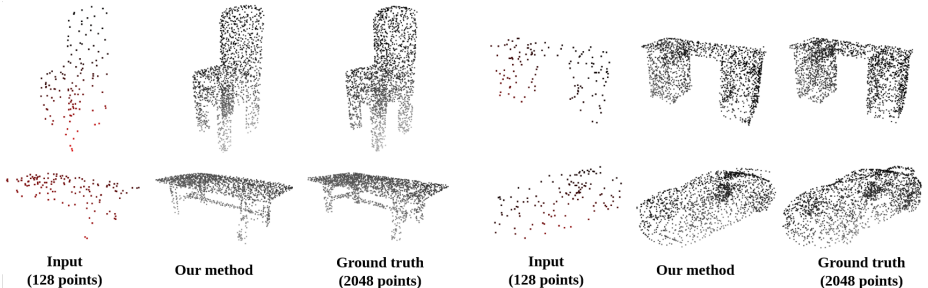 Input
(128 points)
Our method
Ground truth
(2048 points)
Input
(128 points)
Our method
Ground truth
(2048 points)